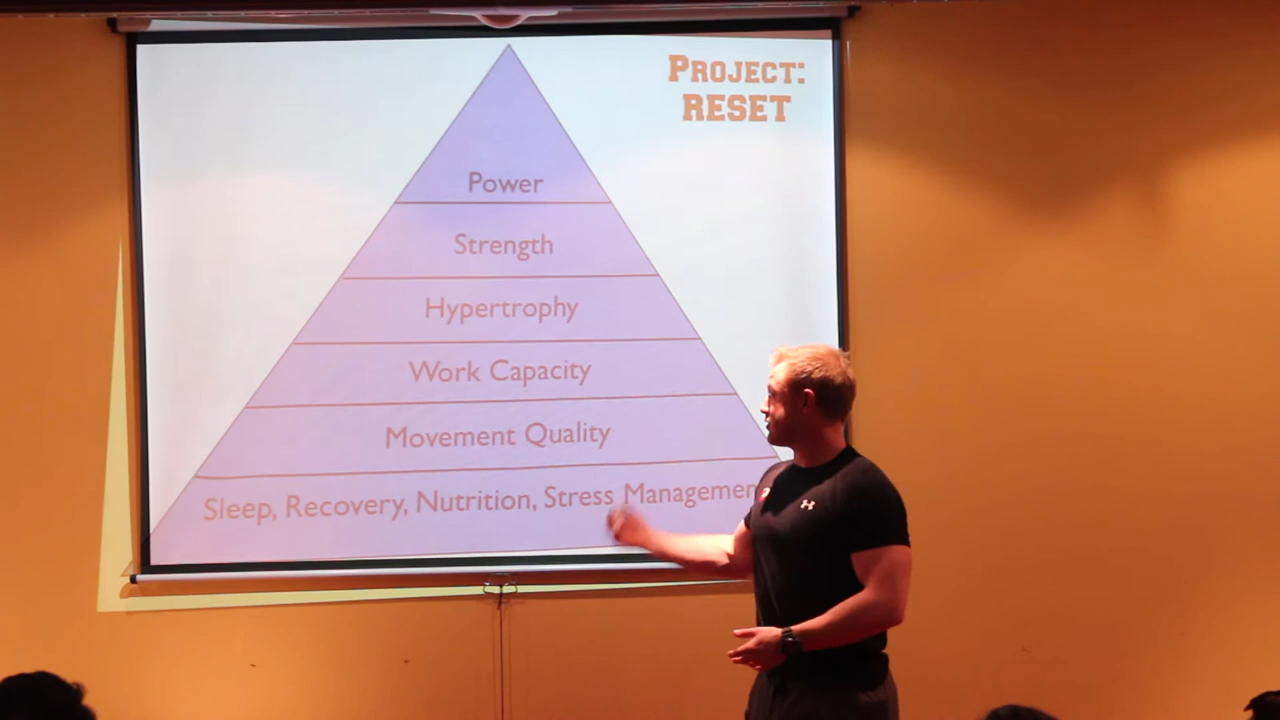 PROJECT:
RESET
Power
Strength
Hypertrophy
Work Capacity
Movement Quality
Sleep, Recovery, Nutrition, Stress Managemen